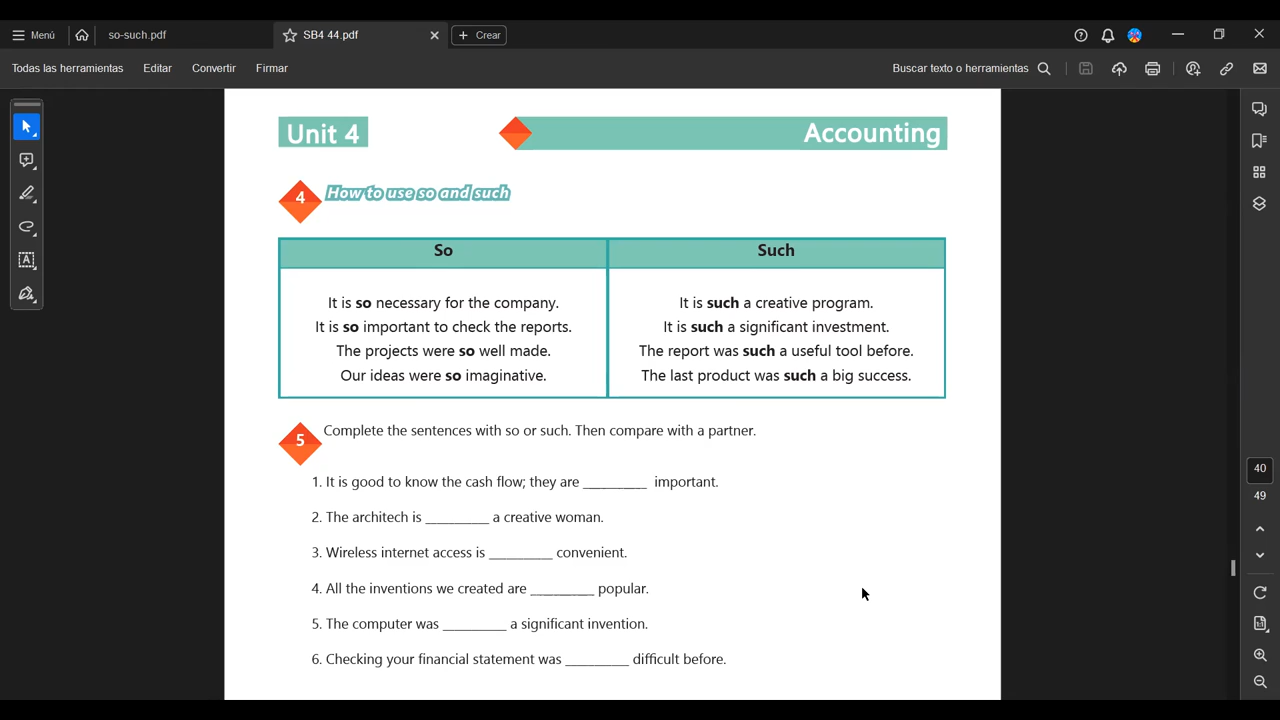 Menú
so-such.pdf
SB4 44.pdf
Crear
Todas las herramientas
Editar
Convertir
Firmar
Buscar texto o herramientas
Unit 4
Accounting
4
How to use so and such
So
Such
It is so necessary for the company.
It is so important to check the reports.
The projects were so well made.
Our ideas were so imaginative.
It is such a creative program.
It is such a significant investment.
The report was such a useful tool before.
The last product was such a big success.
5
Complete the sentences with so or such. Then compare with a partner.
1. It is good to know the cash flow; they are ________ important.
2. The architech is ________ a creative woman.
3. Wireless internet access is ________ convenient.
4. All the inventions we created are ________ popular.
5. The computer was ________ a significant invention.
6. Checking your financial statement was ________ difficult before.
40
49